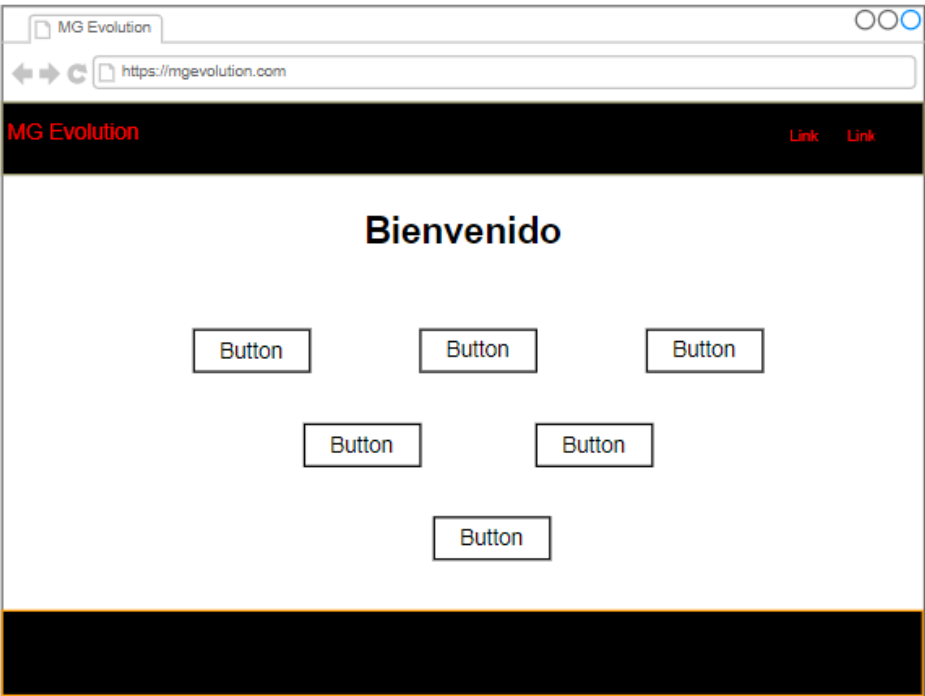 MG Evolution
https://mgevolution.com
MG Evolution
Link Link
Bienvenido
Button Button Button
Button Button
Button